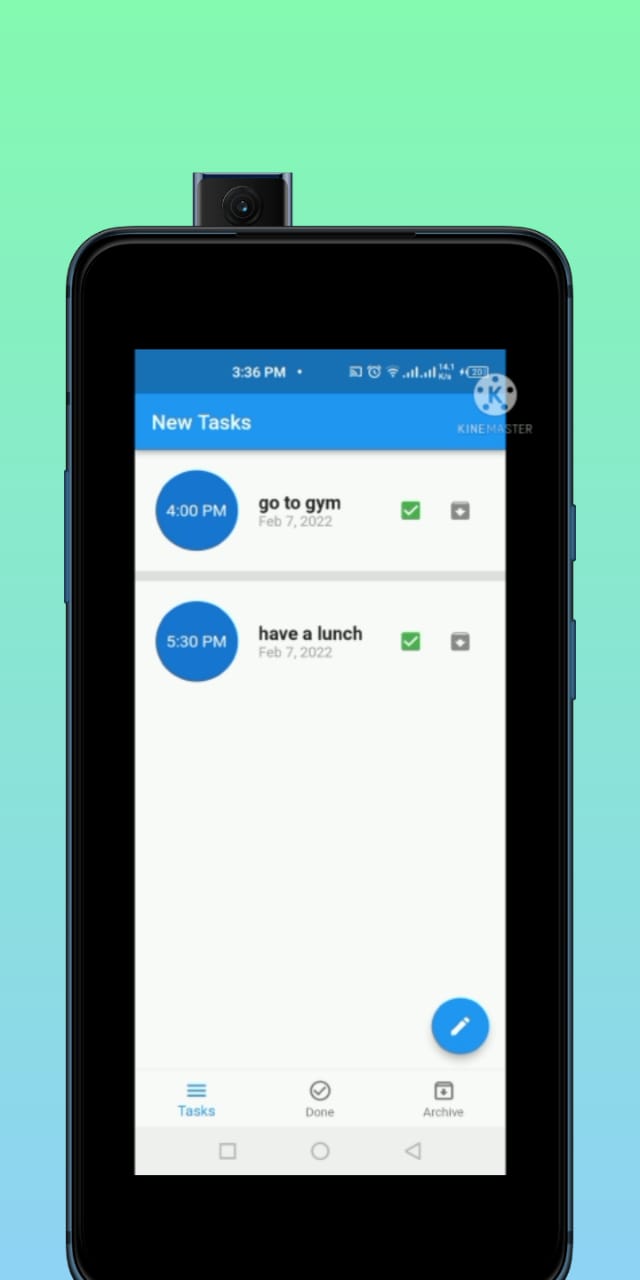 3:36 PM
14.1
K/s
20
New Tasks
K
KINEMASTER
4:00 PM
go to gym
Feb 7, 2022
5:30 PM
have a lunch
Feb 7, 2022
Tasks
Done
Archive